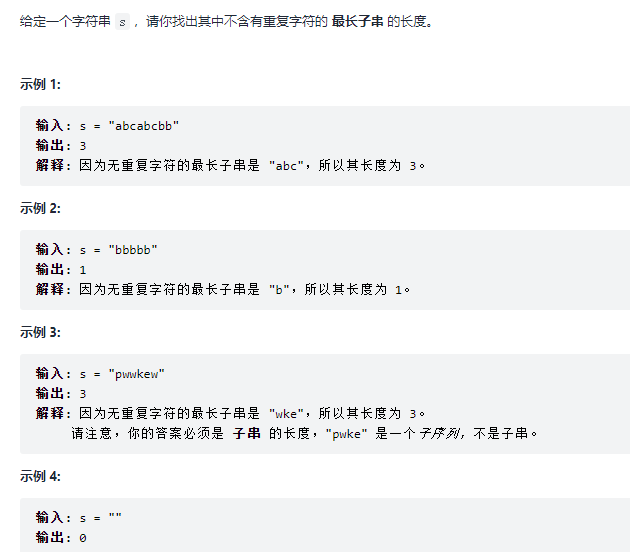 给定一个字符串 s ，请你找出其中不含有重复字符的 最长子串 的长度。
示例 1:
输入: s = "abcabcbb"
输出: 3
解释: 因为无重复字符的最长子串是 "abc"，所以其长度为 3。
示例 2:
输入: s = "bbbbb"
输出: 1
解释: 因为无重复字符的最长子串是 "b"，所以其长度为 1。
示例 3:
输入: s = "pwwkew"
输出: 3
解释: 因为无重复字符的最长子串是 "wke"，所以其长度为 3。
请注意，你的答案必须是 子串 的长度，"pwke" 是一个子序列，不是子串。
示例 4:
输入: s = ""
输出: 0